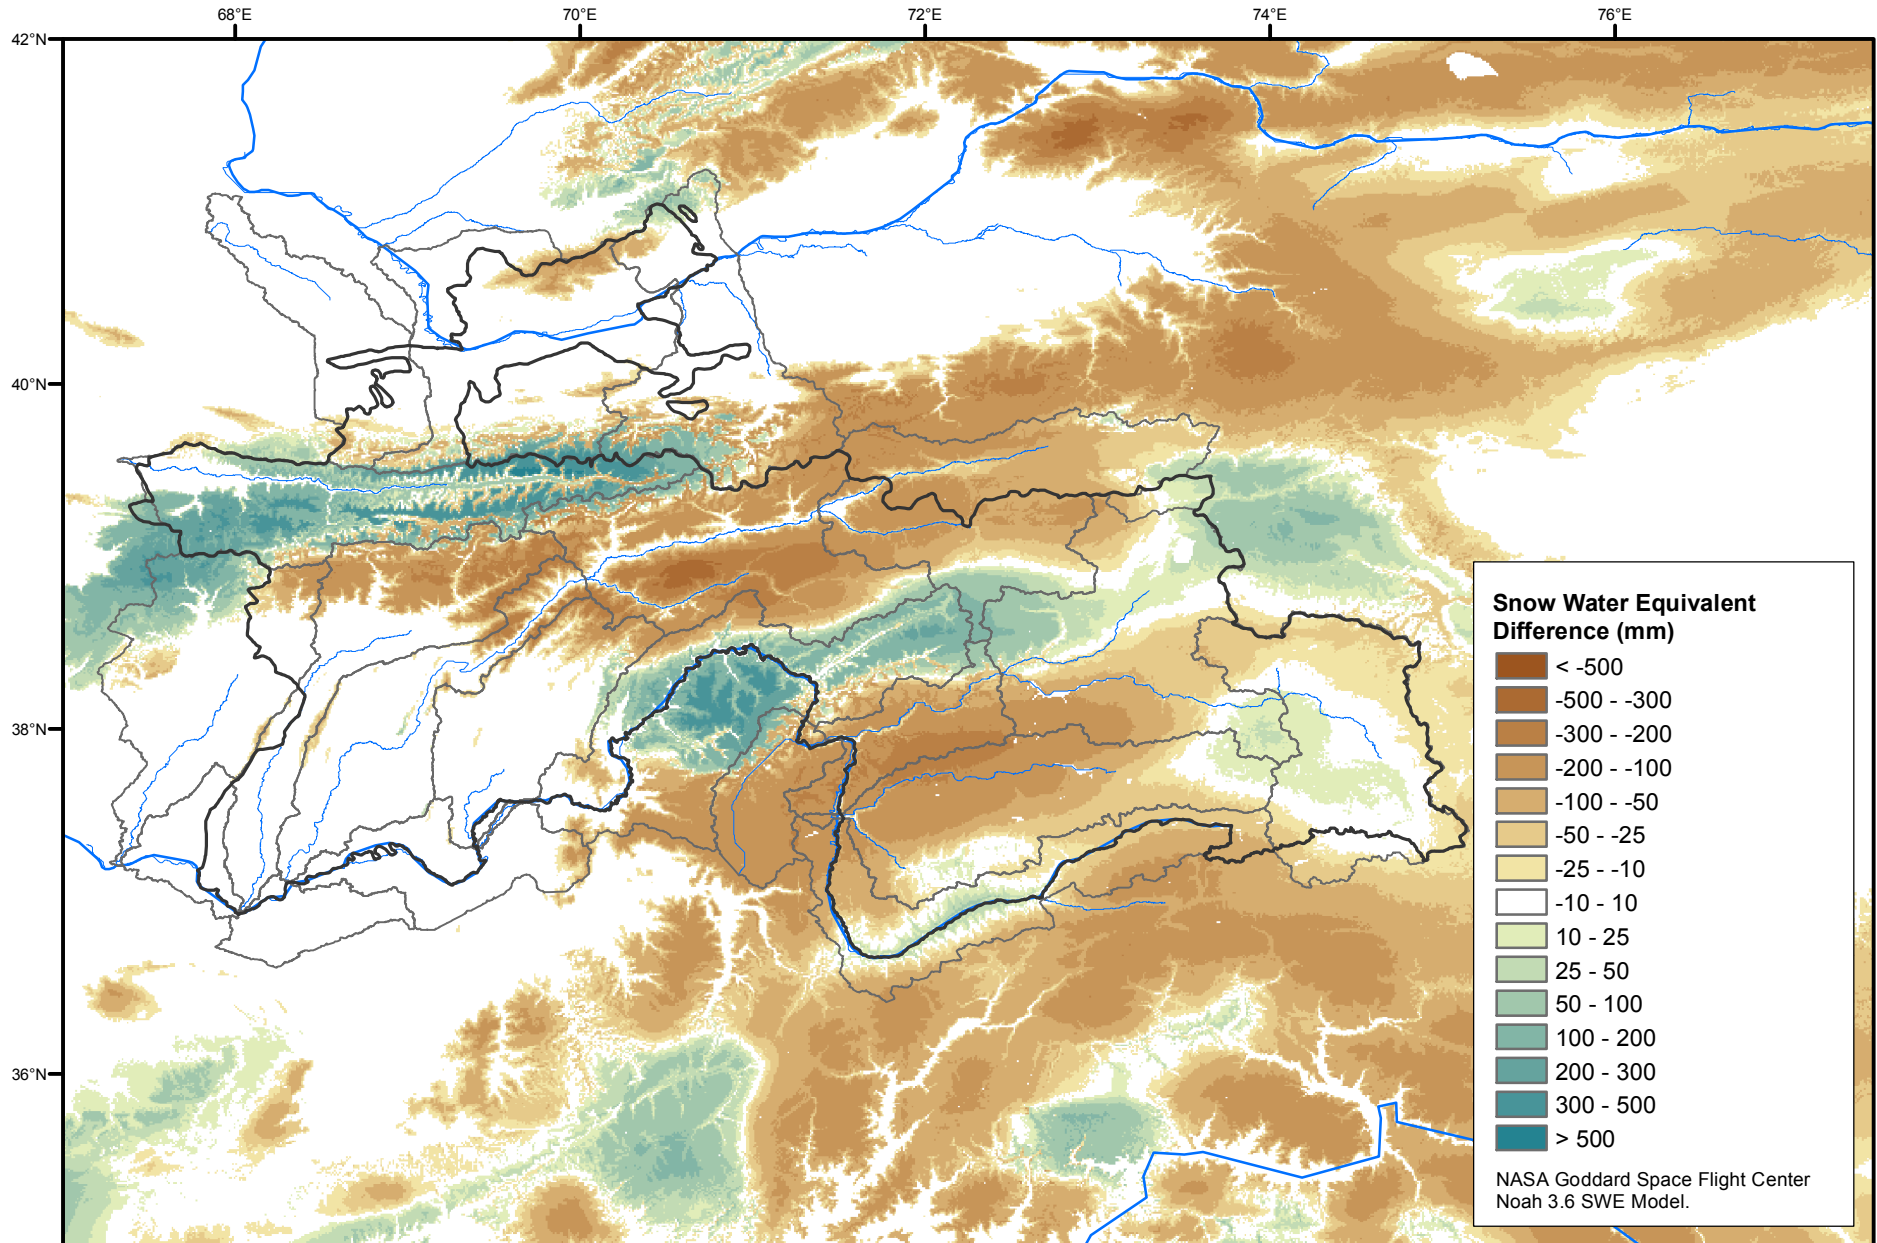 68°E 70°E 72°E 74°E 76°E
42°N
40°N
38°N
36°N
Snow Water Equivalent
Difference (mm)
< -500
-500 - -300
-300 - -200
-200 - -100
-100 - -50
-50 - -25
-25 - -10
-10 - 10
10 - 25
25 - 50
50 - 100
100 - 200
200 - 300
300 - 500
> 500
NASA Goddard Space Flight Center
Noah 3.6 SWE Model.